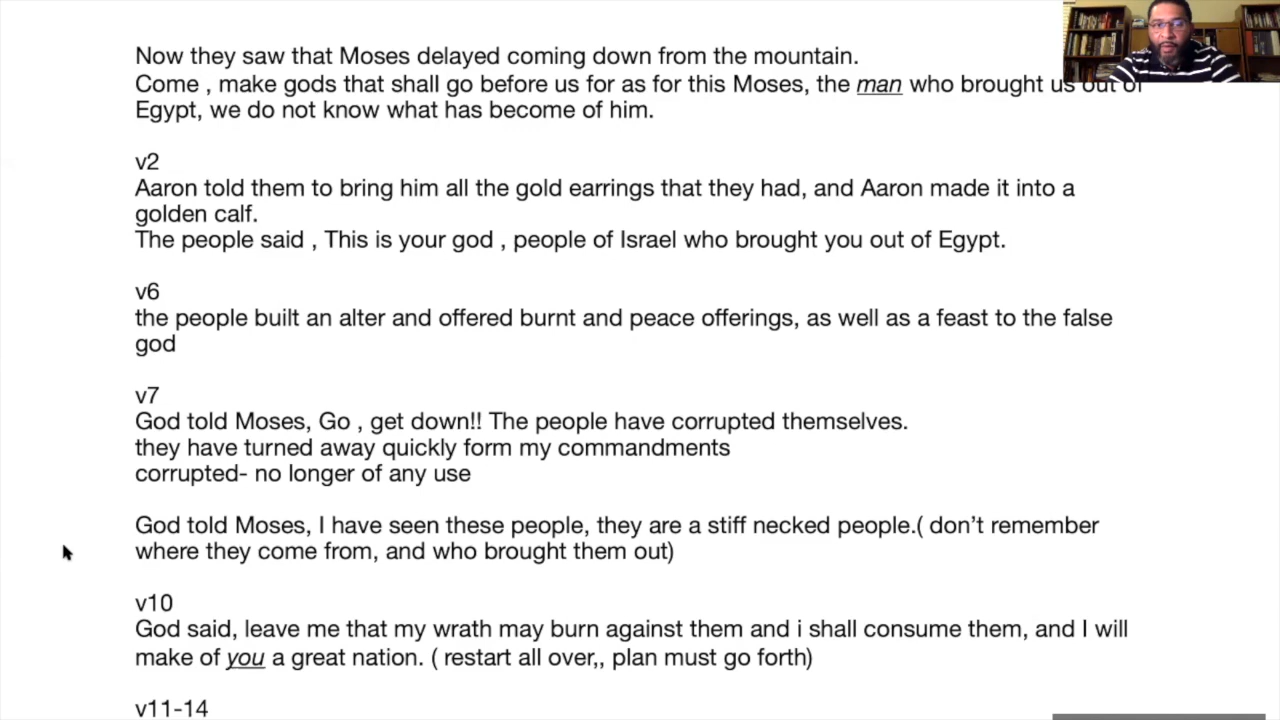 Now they saw that Moses delayed coming down from the mountain.
Come , make gods that shall go before us for as for this Moses, the man who brought us out of
Egypt, we do not know what has become of him.
v2
Aaron told them to bring him all the gold earrings that they had, and Aaron made it into a
golden calf.
The people said , This is your god , people of Israel who brought you out of Egypt.
v6
the people built an alter and offered burnt and peace offerings, as well as a feast to the false
god
v7
God told Moses, Go , get down!! The people have corrupted themselves.
they have turned away quickly form my commandments
corrupted- no longer of any use
God told Moses, I have seen these people, they are a stiff necked people.( don’t remember
where they come from, and who brought them out)
v10
God said, leave me that my wrath may burn against them and i shall consume them, and I will
make of you a great nation. ( restart all over,, plan must go forth)
v11-14